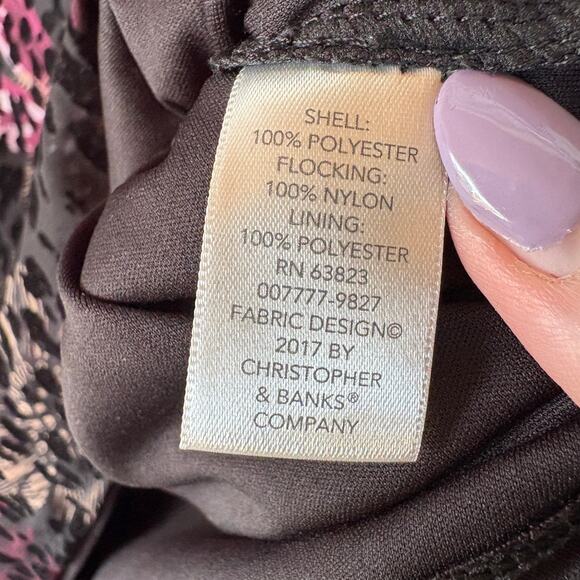 SHELL:
100% POLYESTER
FLOCKING:
100% NYLON
LINING:
100% POLYESTER
RN 63823
007777-9827
FABRIC DESIGN©
2017 BY
CHRISTOPHER
& BANKS®
COMPANY